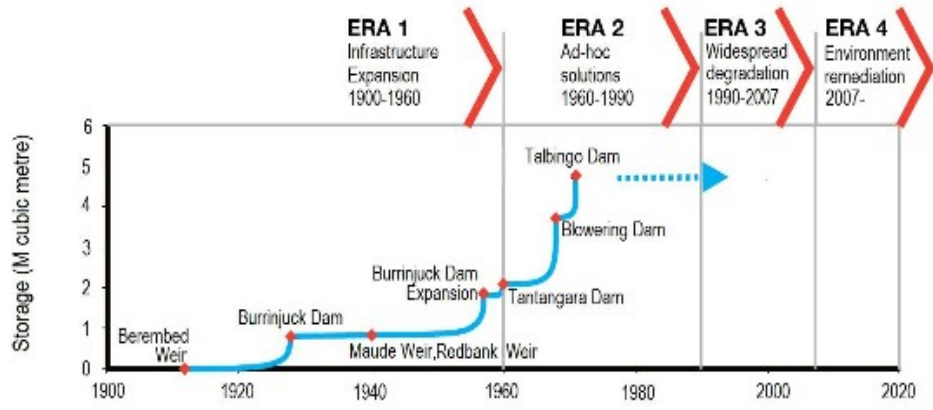 ERA 1
Infrastructure
Expansion
1900-1960
ERA 2
Ad-hoc
solutions
1960-1990
ERA 3
Widespread
degradation
1990-2007
ERA 4
Environment
remediation
2007-
Storage (M cubic metre)
6
5
4
3
2
1
0
Talbingo Dam
Blowering Dam
Burrinjuck Dam
Expansion
Tantangara Dam
Burrinjuck Dam
Berembed
Weir
Maude Weir,Redbank Weir
1900
1920
1940
1960
1980
2000
2020